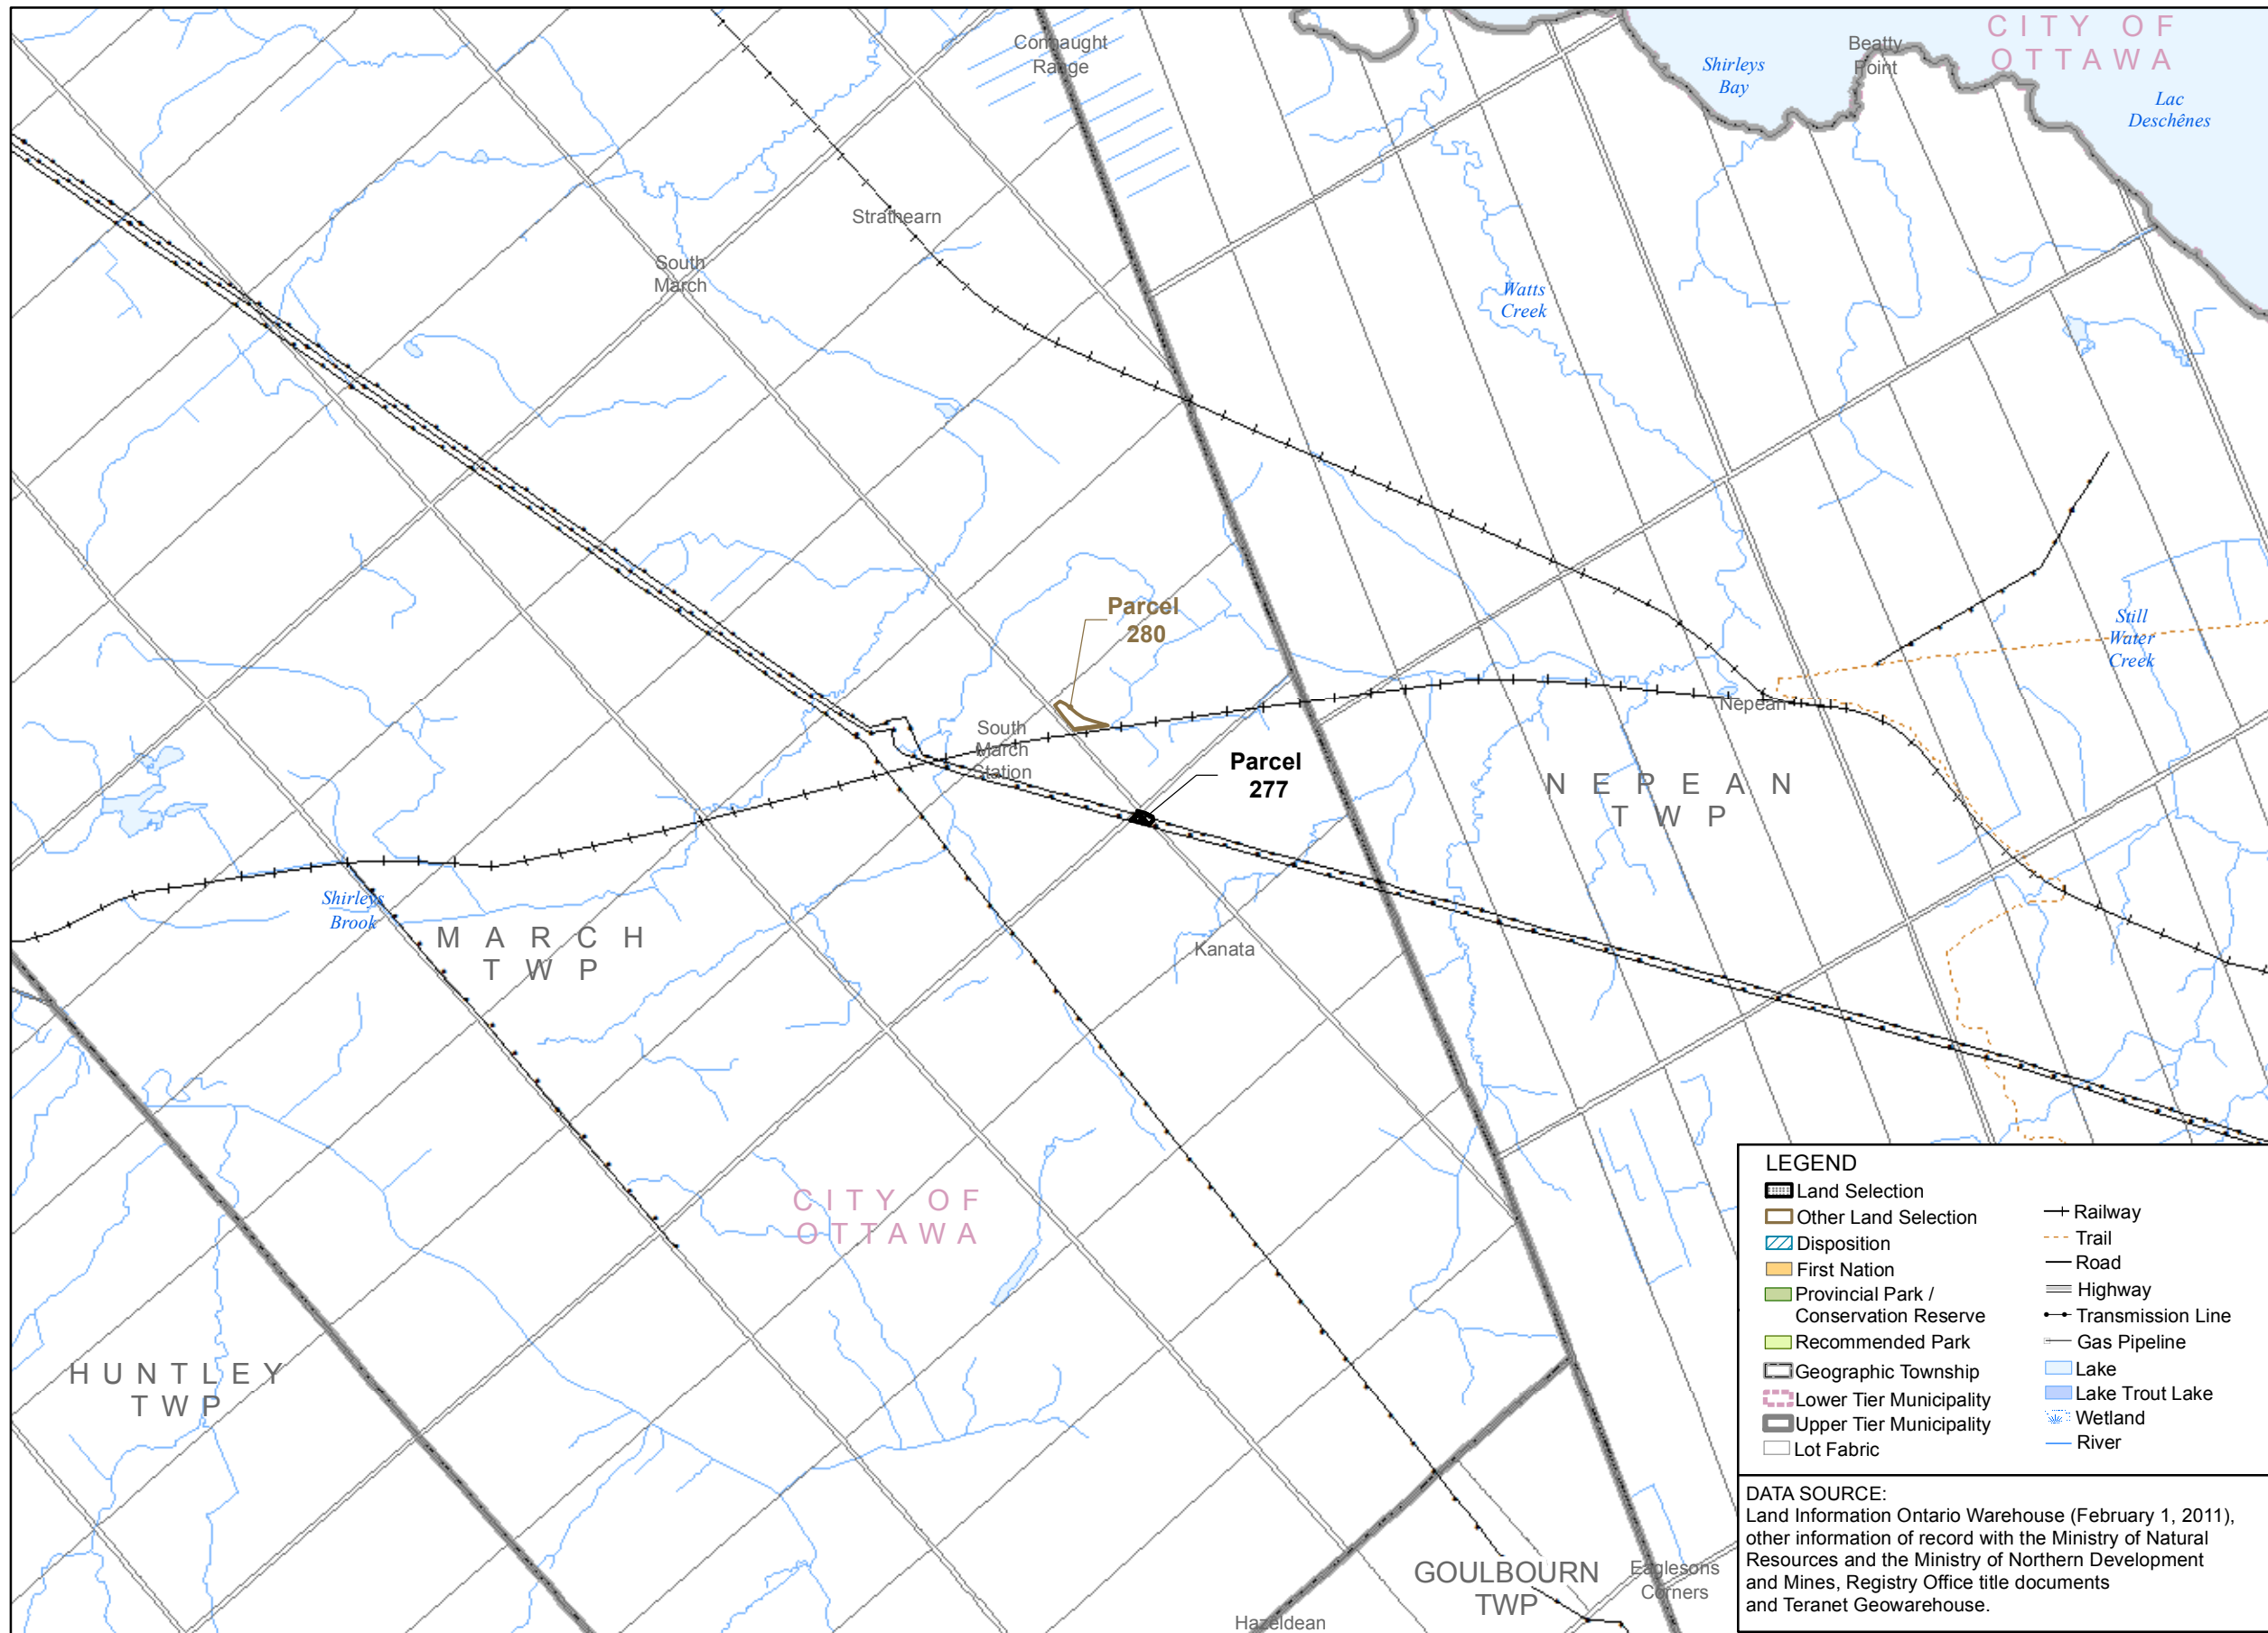 CITY OF
OTTAWA
Connaught
Range
Beatty
Point
Shirleys
Bay
Lac
Deschênes
Strathearn
South
March
Watts
Creek
Parcel
280
Still
Water
Creek
Nepean
South
March
Station
Parcel
277
NEPEAN
TWP
Shirleys
Brook
MARCH
TWP
Kanata
CITY OF
OTTAWA
HUNTLEY
TWP
GOULBOURN
TWP
Eaglesons
Corners
Hazeldean
LEGEND
Land Selection
Other Land Selection
Disposition
First Nation
Provincial Park /
Conservation Reserve
Recommended Park
Geographic Township
Lower Tier Municipality
Upper Tier Municipality
Lot Fabric
Railway
Trail
Road
Highway
Transmission Line
Gas Pipeline
Lake
Lake Trout Lake
Wetland
River
DATA SOURCE:
Land Information Ontario Warehouse (February 1, 2011),
other information of record with the Ministry of Natural
Resources and the Ministry of Northern Development
and Mines, Registry Office title documents
and Teranet Geowarehouse.